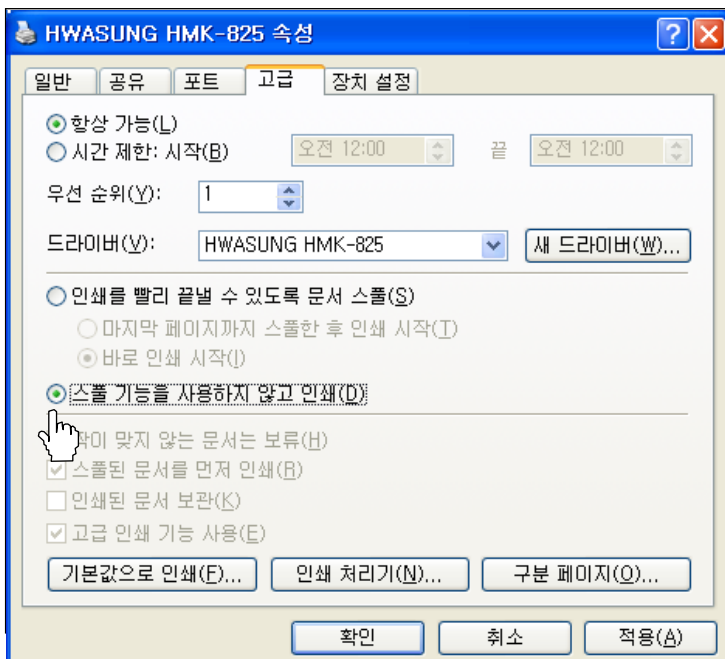 HWASUNG HMK-825 속성
일반 공유 포트 고급 장치 설정
항상 가능(L)
시간 제한: 시작(B) 오전 12:00 끝 오전 12:00
우선 순위(Y): 1
드라이버(V): HWASUNG HMK-825 새 드라이버(W)...
인쇄를 빨리 끝낼 수 있도록 문서 스풀(S)
마지막 페이지까지 스풀한 후 인쇄 시작(T)
바로 인쇄 시작(I)
스풀 기능을 사용하지 않고 인쇄(D)
맞지 않는 문서는 보류(H)
스풀된 문서를 먼저 인쇄(R)
인쇄된 문서 보관(K)
고급 인쇄 기능 사용(E)
기본값으로 인쇄(F)... 인쇄 처리기(N)... 구분 페이지(O)...
확인 취소 적용(A)